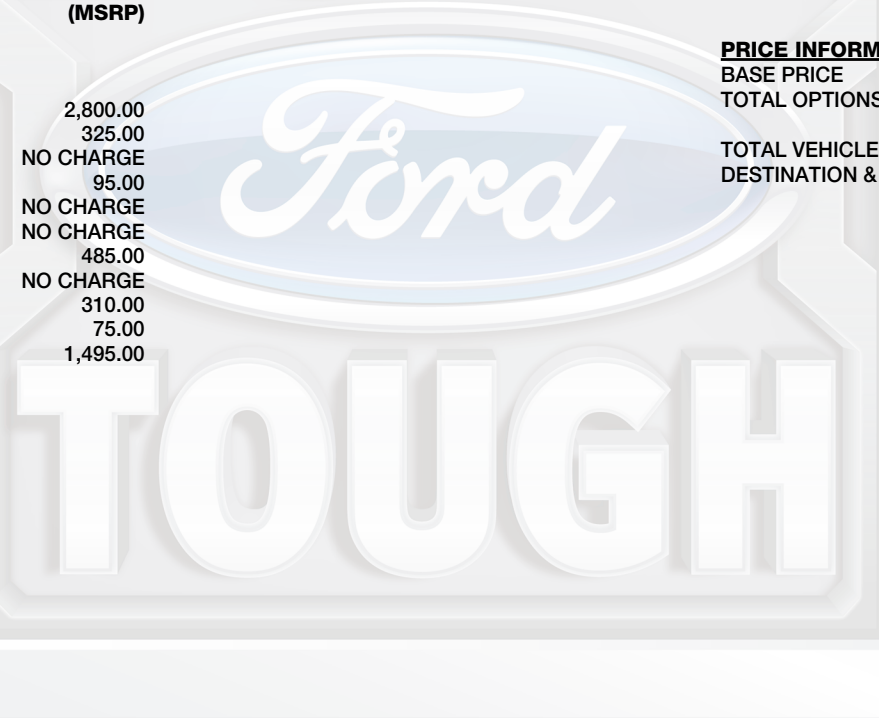 (MSRP)
2,800.00
325.00
NO CHARGE
95.00
NO CHARGE
NO CHARGE
485.00
NO CHARGE
310.00
75.00
1,495.00
PRICE INFORM
BASE PRICE
TOTAL OPTIONS
TOTAL VEHICLE
DESTINATION &
Ford
TOUGH